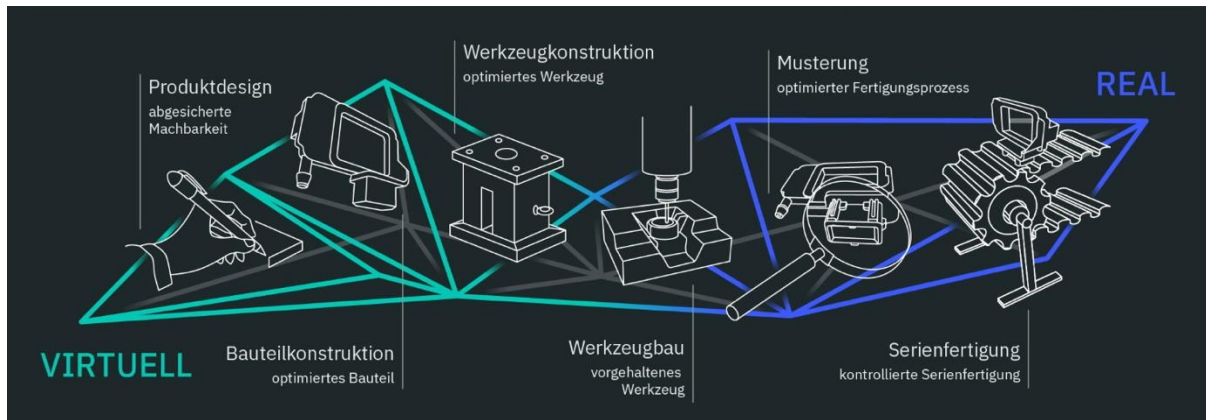 Produktdesign
abgesicherte
Machbarkeit
Werkzeugkonstruktion
optimiertes Werkzeug
Musterung
optimierter Fertigungsprozess
REAL
VIRTUELL
Bauteilkonstruktion
optimiertes Bauteil
Werkzeugbau
vorgehaltenes
Werkzeug
Serienfertigung
kontrollierte Serienfertigung